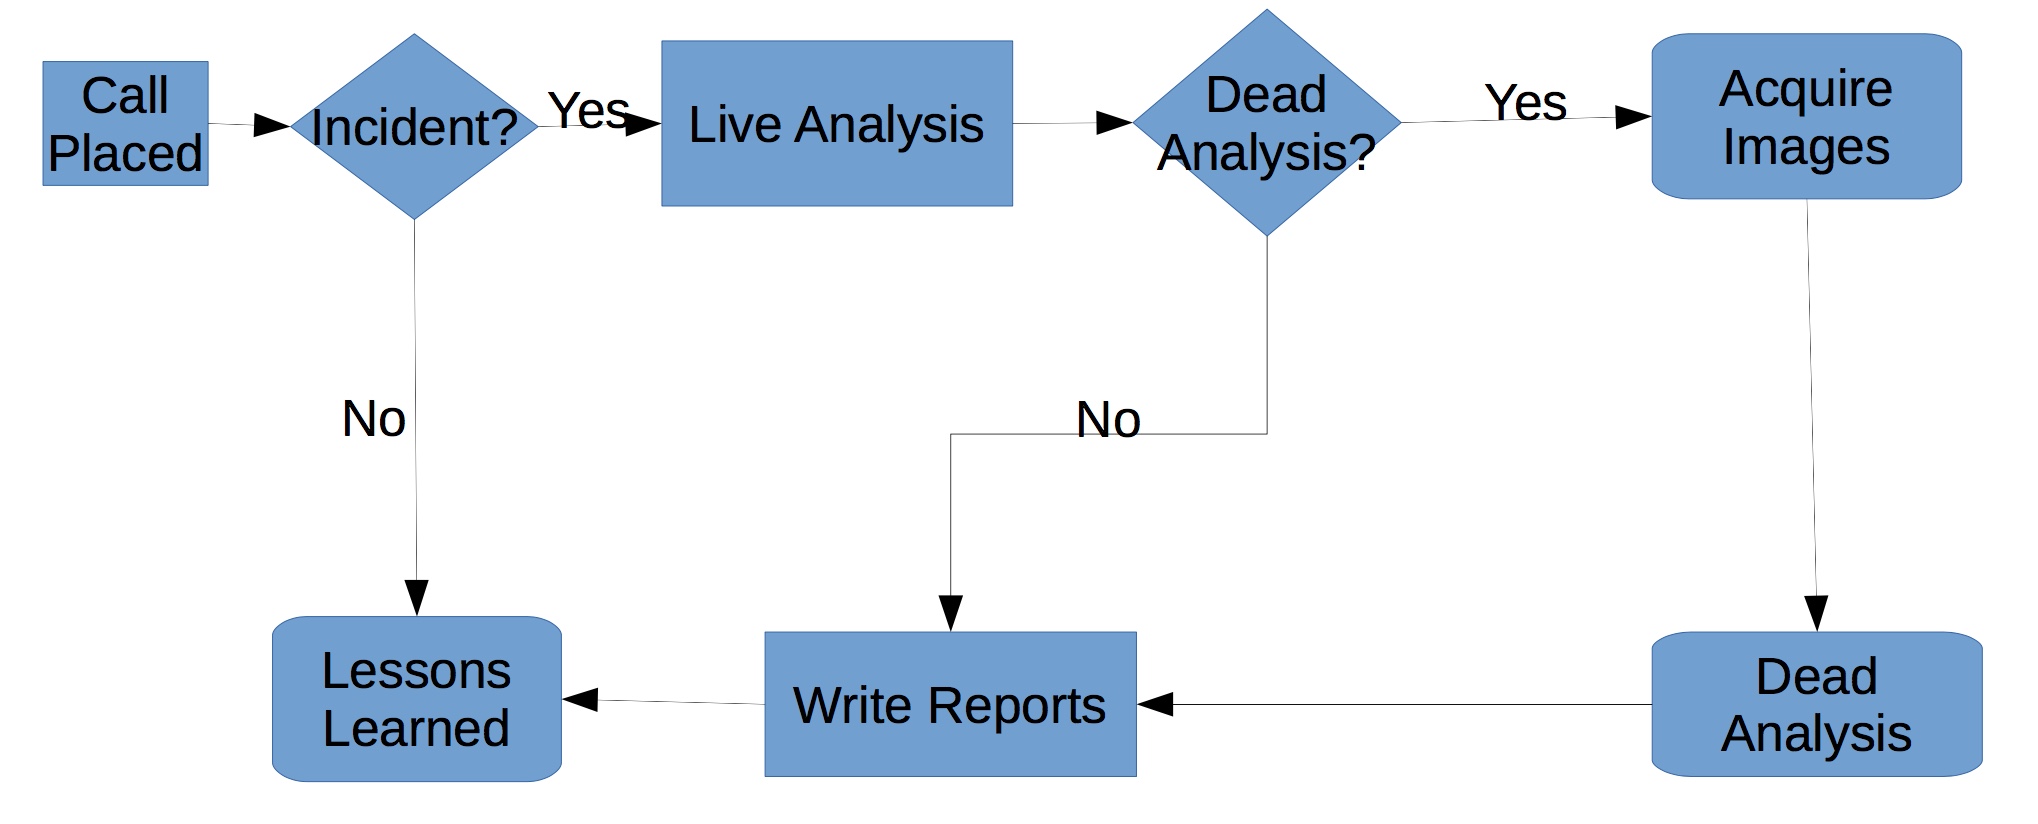 Call
Placed
Incident?
Yes
Live Analysis
Dead
Analysis?
Yes
Acquire
Images
No
No
Lessons
Learned
Write Reports
Dead
Analysis